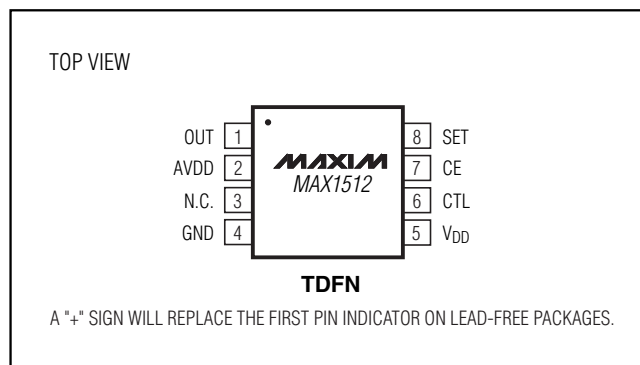 TOP VIEW
OUT 1 8 SET
AVDD 2 MAXIM 7 CE
N.C. 3 MAX1512 6 CTL
GND 4 5 VDD
TDFN
A "+" SIGN WILL REPLACE THE FIRST PIN INDICATOR ON LEAD-FREE PACKAGES.